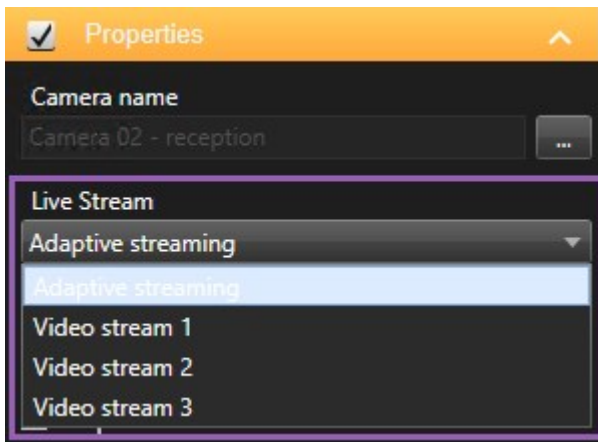 Properties
Camera name
Camera 02 - reception
...
Live Stream
Adaptive streaming
Adaptive streaming
Video stream 1
Video stream 2
Video stream 3